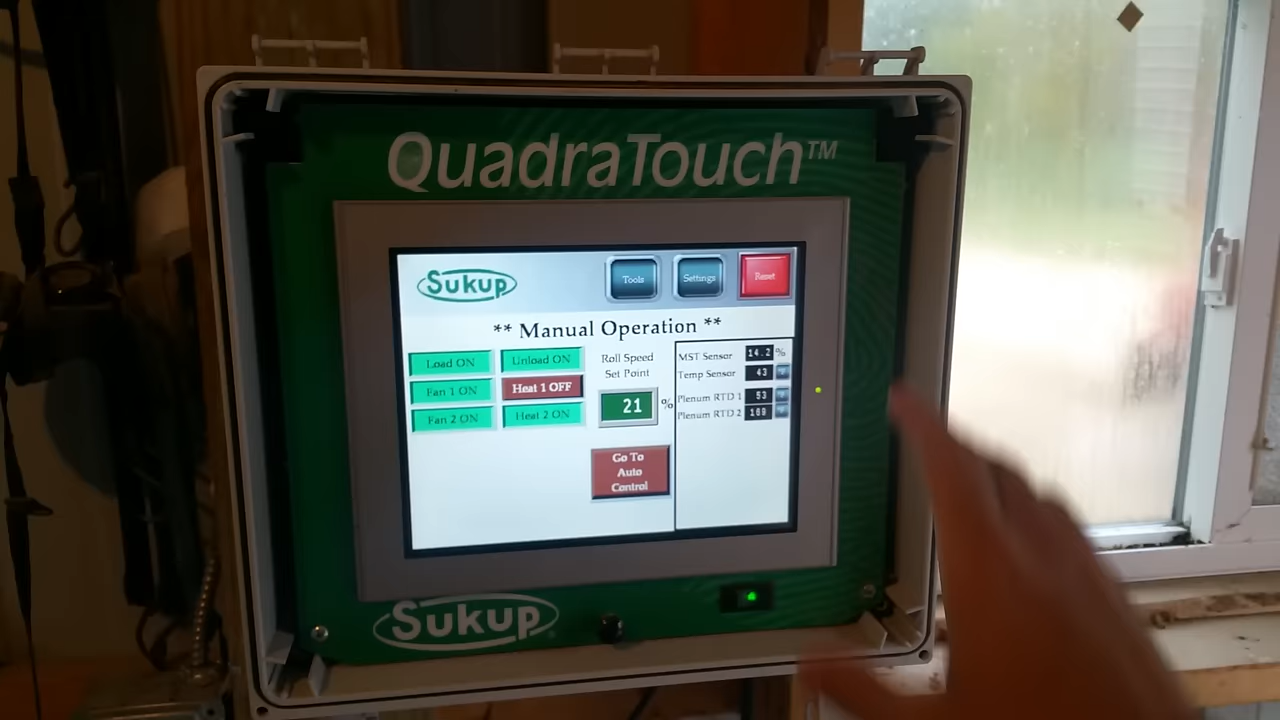 QuadraTouch™
Sukup
Tools
Settings
Reset
** Manual Operation **
Load ON
Unload ON
Fan 1 ON
Heat 1 OFF
Fan 2 ON
Heat 2 ON
Roll Speed
Set Point
21 %
Go To
Auto
Control
MST Sensor 14.2 %
Temp Sensor 43
Plenum RTD 1 53
Plenum RTD 2 169
Sukup